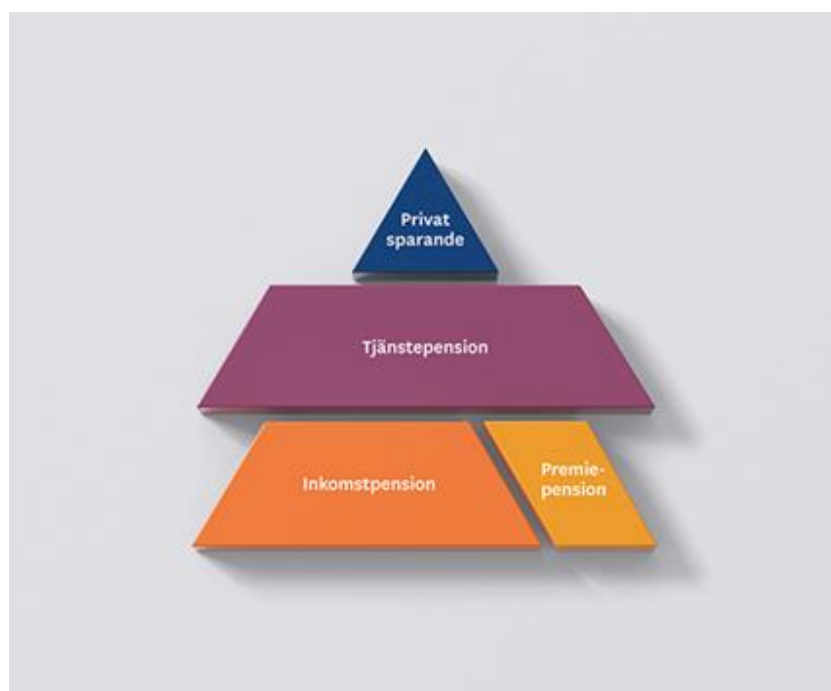 Privat
sparande
Tjänstepension
Inkomstpension
Premie-
pension